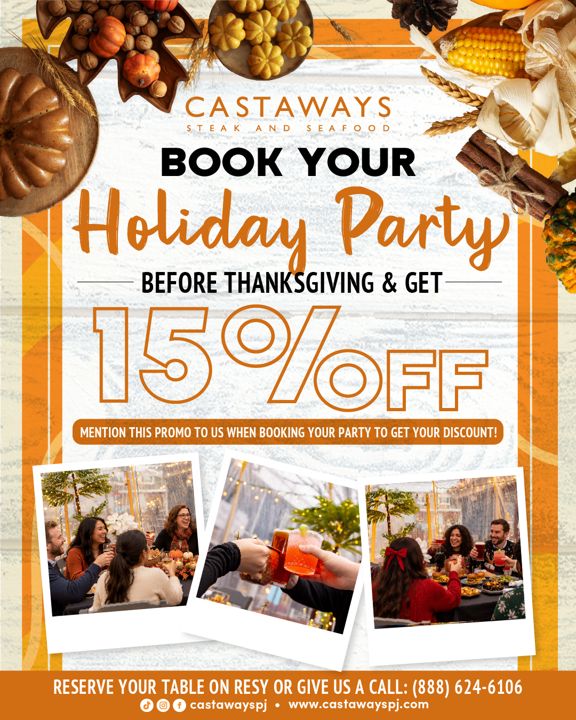 CASTAWAYS
STEAK AND SEAFOOD
BOOK YOUR
Holiday Party
BEFORE THANKSGIVING & GET
15% OFF
MENTION THIS PROMO TO US WHEN BOOKING YOUR PARTY TO GET YOUR DISCOUNT!
RESERVE YOUR TABLE ON RESY OR GIVE US A CALL: (888) 624-6106
castawayspj • www.castawayspj.com